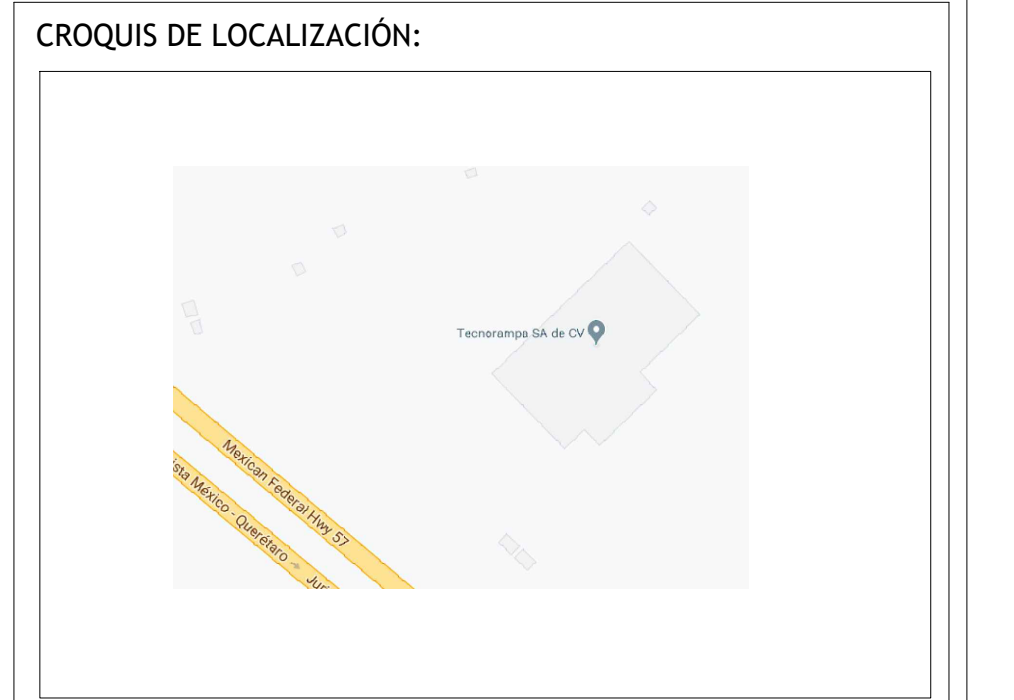 CROQUIS DE LOCALIZACIÓN:
Tecnorampa SA de CV
Mexican Federal Hwy 57
ista México - Querétaro